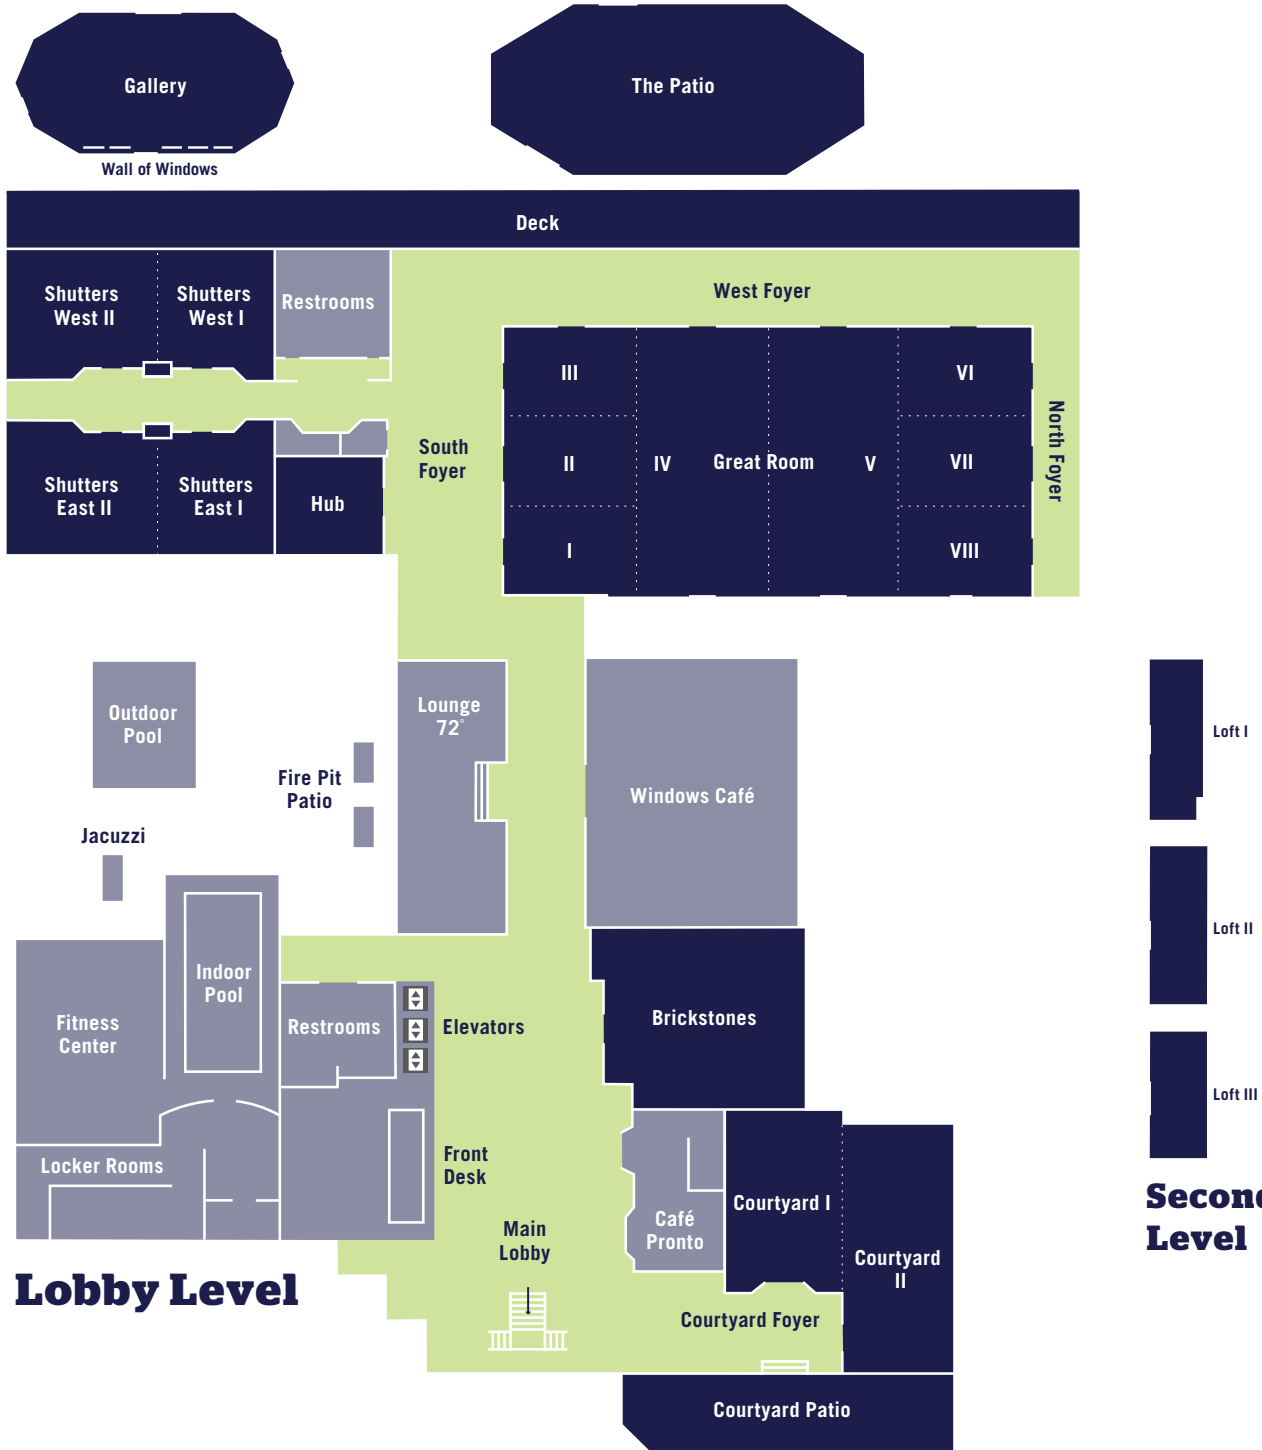 Gallery
The Patio
Wall of Windows
Deck
West Foyer
Shutters
West II
Shutters
West I
Restrooms
III
VI
North Foyer
South
Foyer
II
IV
Great Room
V
VII
Shutters
East II
Shutters
East I
Hub
I
VIII
Outdoor
Pool
Lounge
72°
Loft I
Fire Pit
Patio
Windows Café
Jacuzzi
Loft II
Indoor
Pool
Fitness
Center
Restrooms
Elevators
Brickstones
Loft III
Locker Rooms
Front
Desk
Courtyard I
Second
Level
Café
Pronto
Main
Lobby
Courtyard
II
Lobby Level
Courtyard Foyer
Courtyard Patio